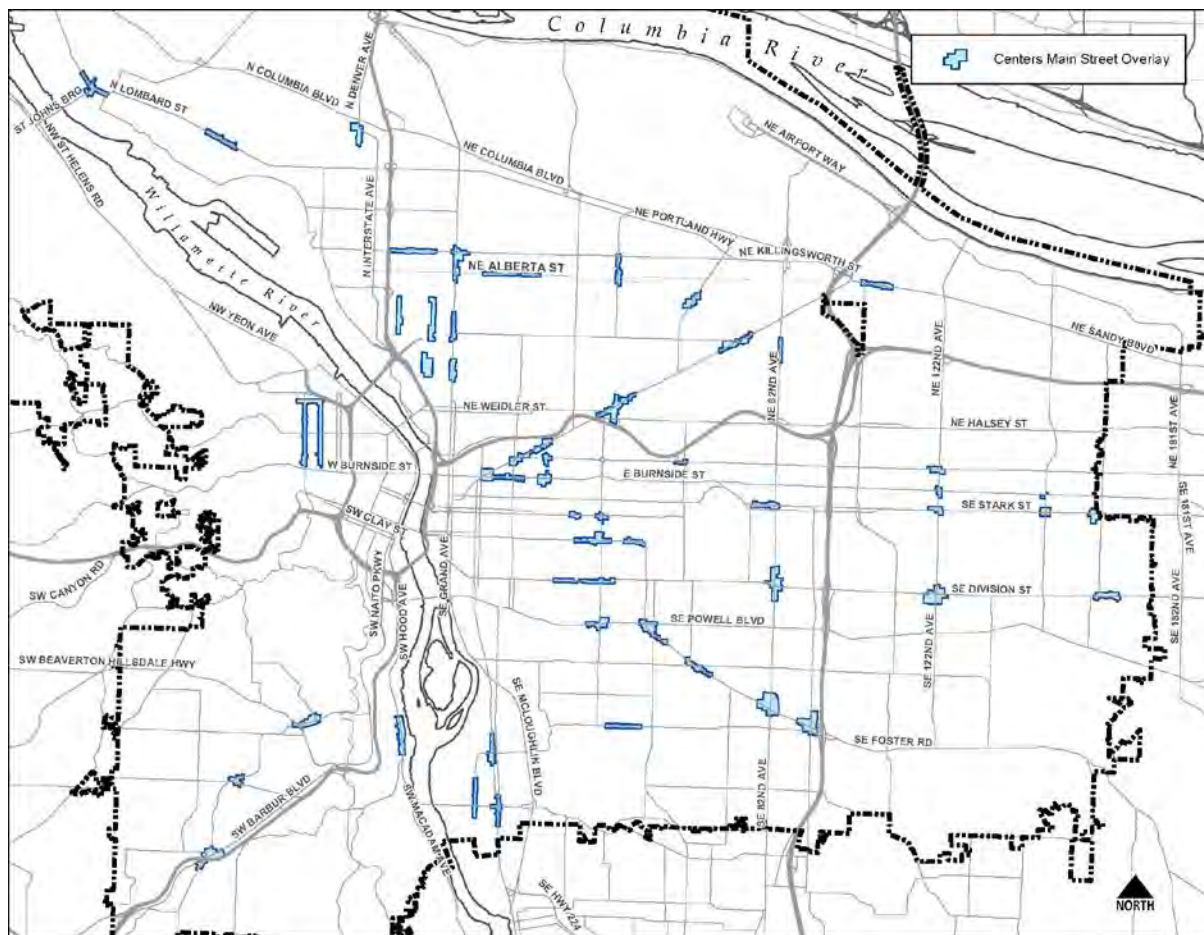 Columbia River
Centers Main Street Overlay
N COLUMBIA BLVD
N DENVER AVE
ST JOHNS BRG
N LOMBARD ST
NE AIRPORT WAY
NW ST HELENS RD
NE COLUMBIA BLVD
Willamette River
N INTERSTATE AVE
NE PORTLAND HWY
NE KILLINGSWORTH ST
NE ALBERTA ST
NW YEON AVE
NE SANDY BLVD
NE 122ND AVE
NE 82ND AVE
NE WEIDLER ST
NE HALSEY ST
NE 181ST AVE
W BURNSIDE ST
E BURNSIDE ST
SW CLAY ST
SE STARK ST
SE 181ST AVE
SW CANYON RD
SW NAITO PKWY
SW HOOD AVE
SE GRAND AVE
SE DIVISION ST
SE POWELL BLVD
SE 182ND AVE
SE 122ND AVE
SW BEAVERTON HILLSDALE HWY
SE MCLOUGHLIN BLVD
SE FOSTER RD
SE 82ND AVE
SW BARBUR BLVD
SW MACADAM AVE
SE HWY 224
NORTH